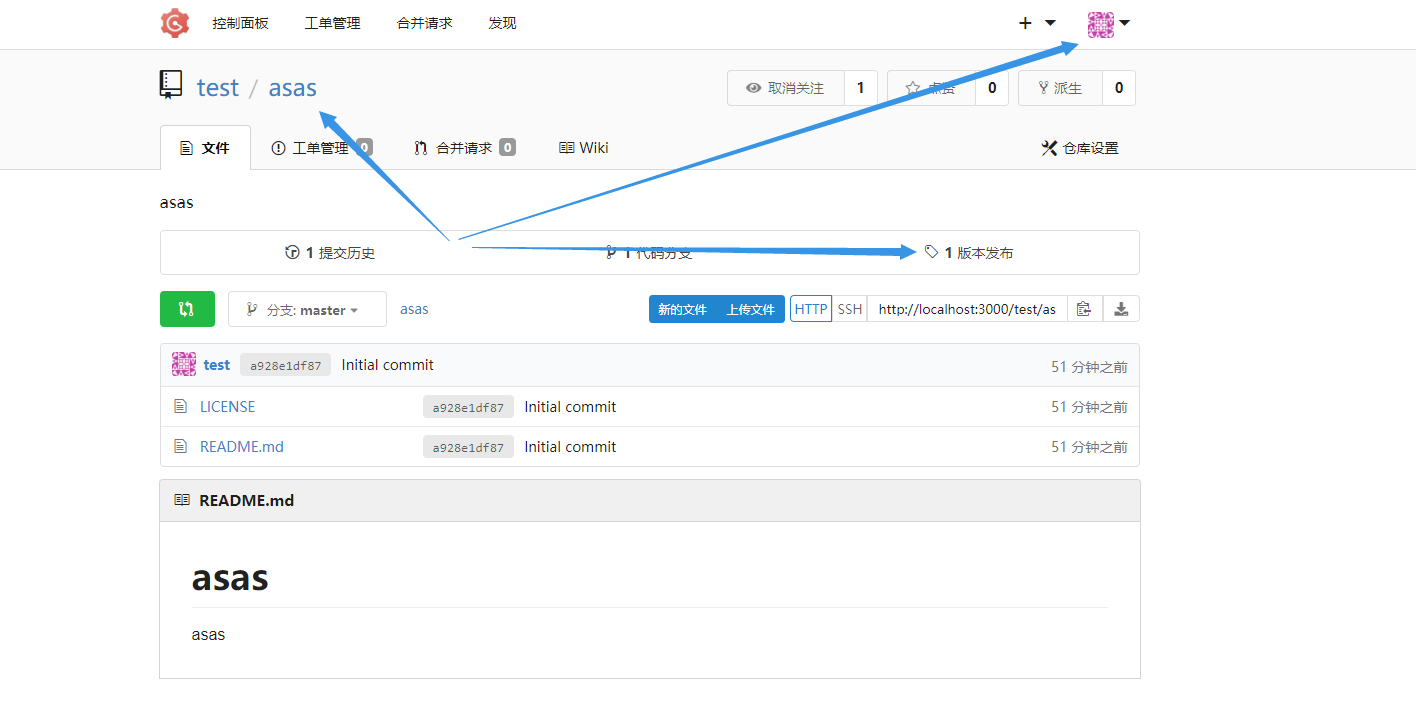 控制面板 工单管理 合并请求 发现
test / asas 取消关注 1 点赞 0 派生 0
文件 工单管理 0 合并请求 0 Wiki 仓库设置
asas
1 提交历史 1 代码分支 1 版本发布
分支: master asas 新的文件 上传文件 HTTP SSH http://localhost:3000/test/as
test a928e1df87 Initial commit 51 分钟之前
LICENSE a928e1df87 Initial commit 51 分钟之前
README.md a928e1df87 Initial commit 51 分钟之前
README.md
asas
asas